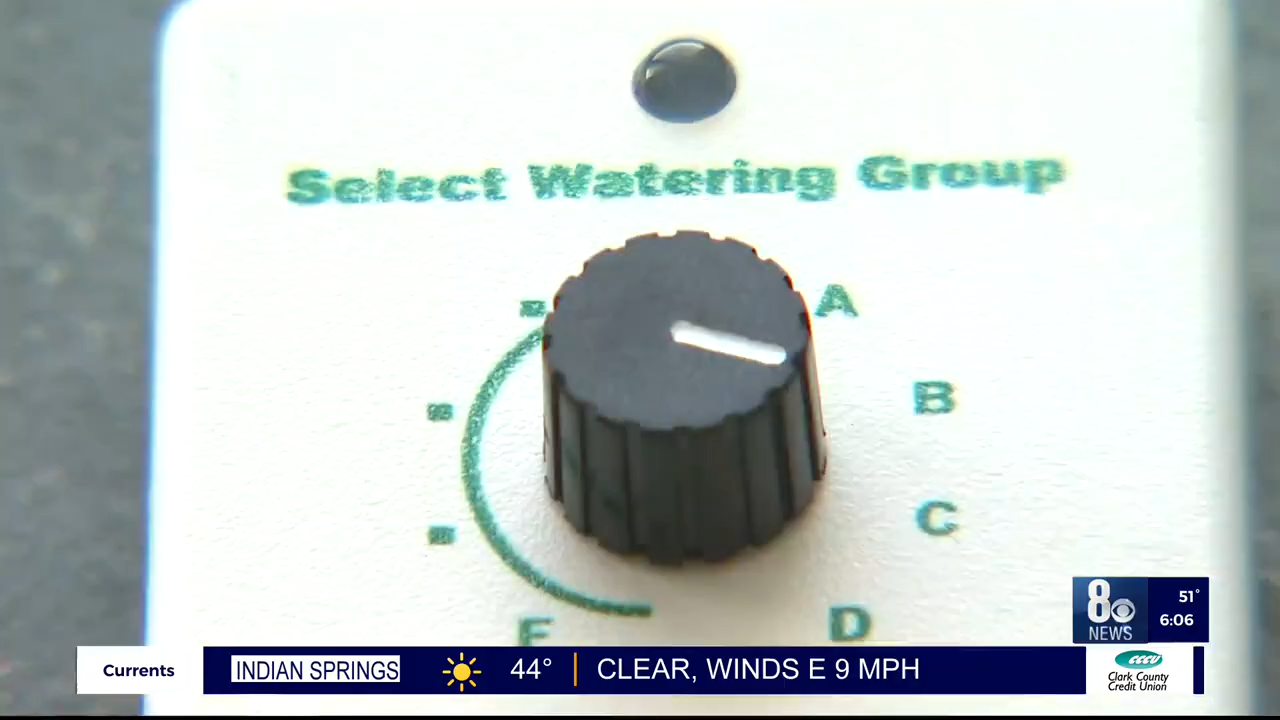 Select Watering Group
A
B
C
D
F
8
NEWS
51°
6:06
Currents
INDIAN SPRINGS
44°
CLEAR, WINDS E 9 MPH
CCCU
Clark County
Credit Union